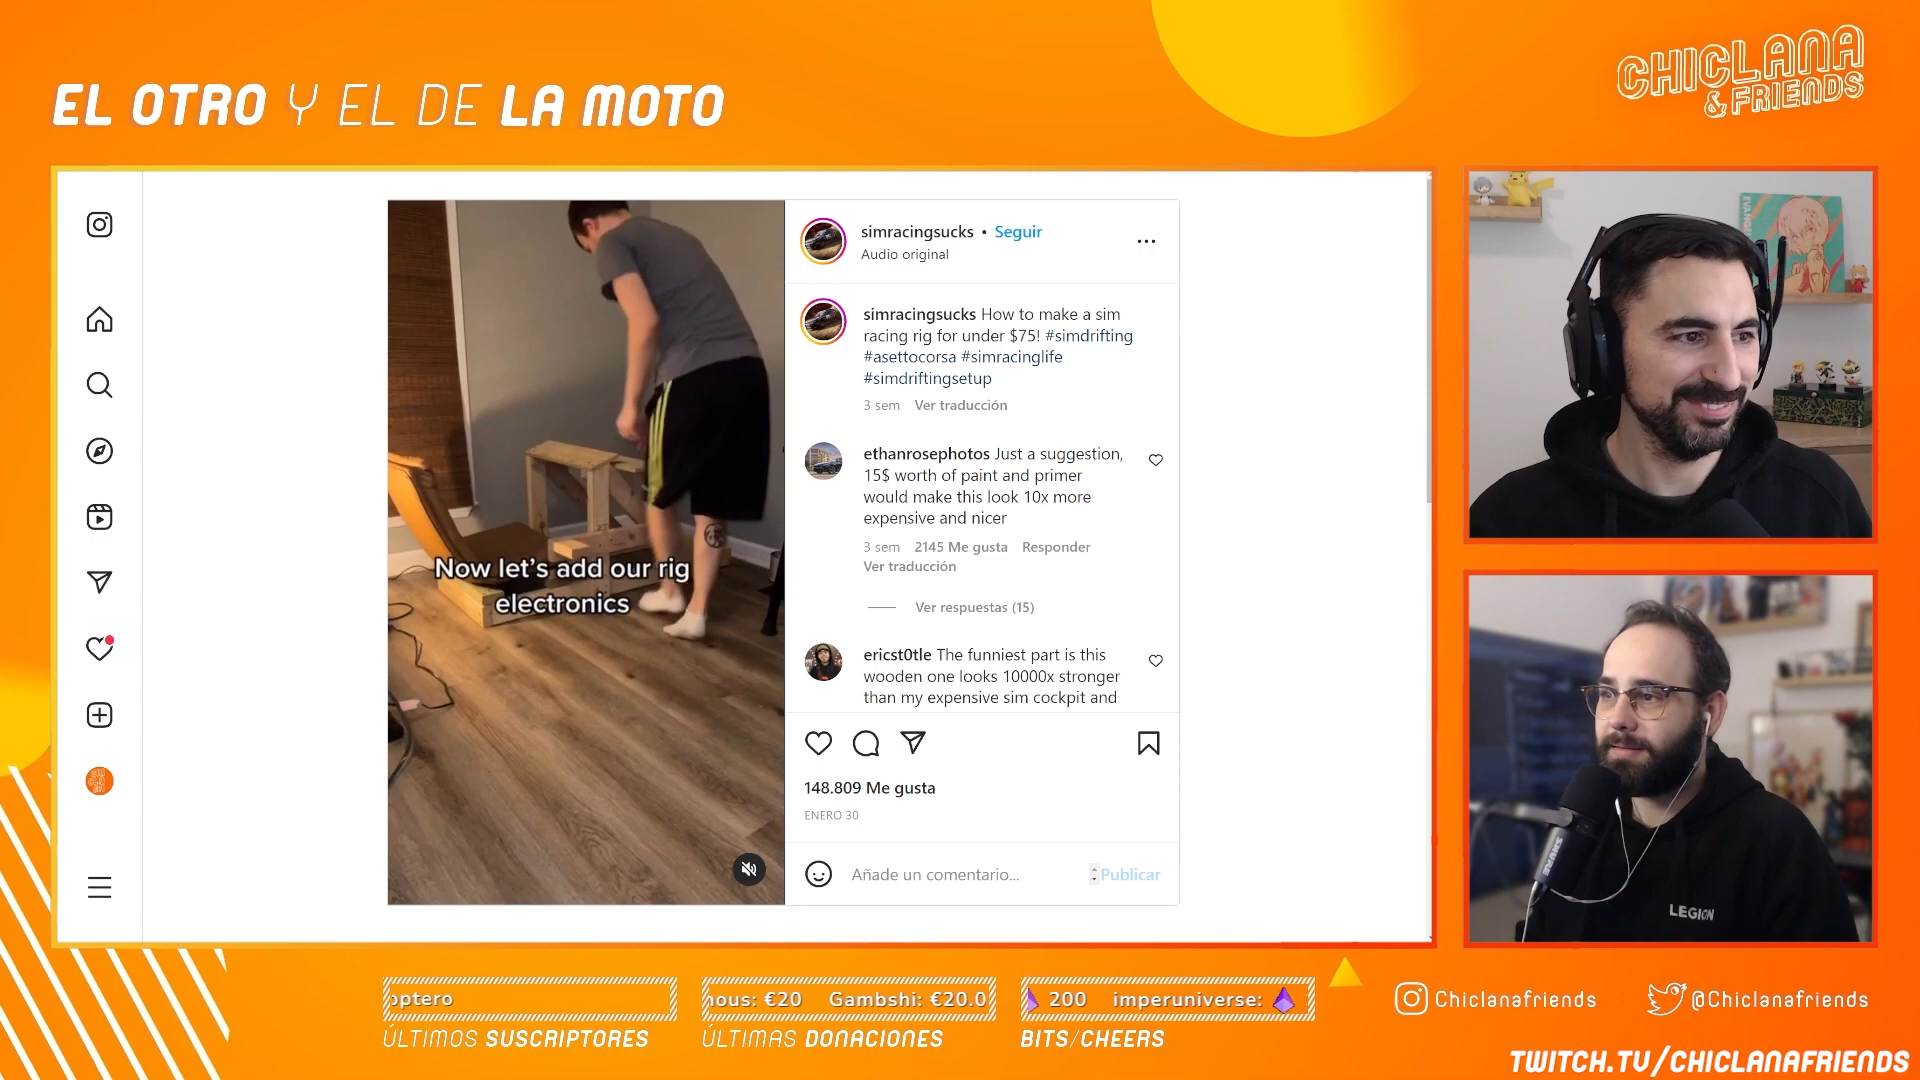 EL OTRO Y EL DE LA MOTO
CHICLANA
& FRIENDS
simracingsucks • Seguir
Audio original
simracingsucks How to make a sim
racing rig for under $75! #simdrifting
#asettocorsa #simracinglife
#simdriftingsetup
3 sem Ver traducción
ethanrosephotos Just a suggestion,
15$ worth of paint and primer
would make this look 10x more
expensive and nicer
3 sem 2145 Me gusta Responder
Ver traducción
Ver respuestas (15)
ericst0tle The funniest part is this
wooden one looks 10000x stronger
than my expensive sim cockpit and
148.809 Me gusta
ENERO 30
Añade un comentario...
Publicar
Now let's add our rig
electronics
LEGION
SHURE
optero
nous: €20 Gambshi: €20.0
200 imperuniverse:
ÚLTIMOS SUSCRIPTORES
ÚLTIMAS DONACIONES
BITS/CHEERS
Chiclanafriends
@Chiclanafriends
TWITCH.TV/CHICLANAFRIENDS